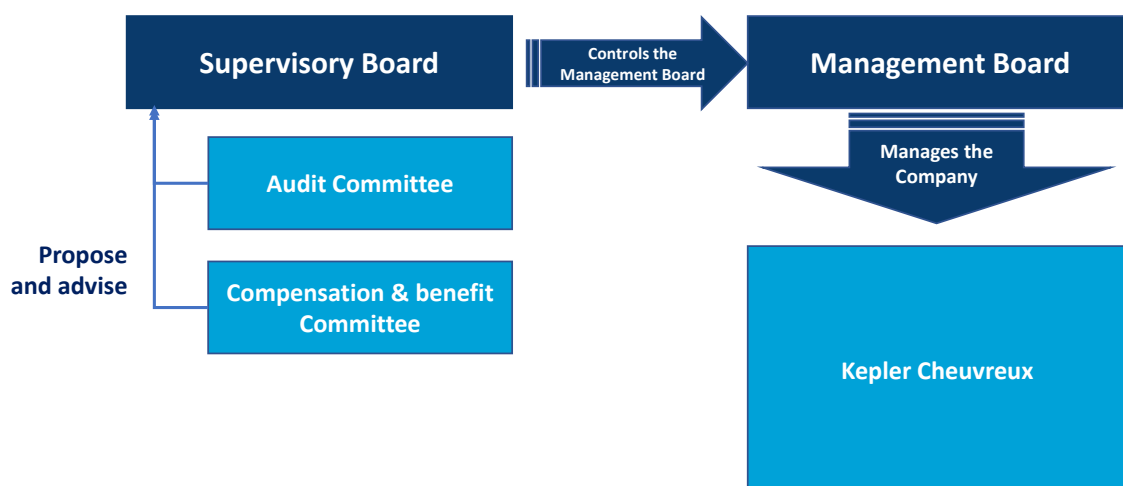 Supervisory Board
Controls the
Management Board
Management Board
Manages the
Company
Audit Committee
Propose
and advise
Compensation & benefit
Committee
Kepler Cheuvreux